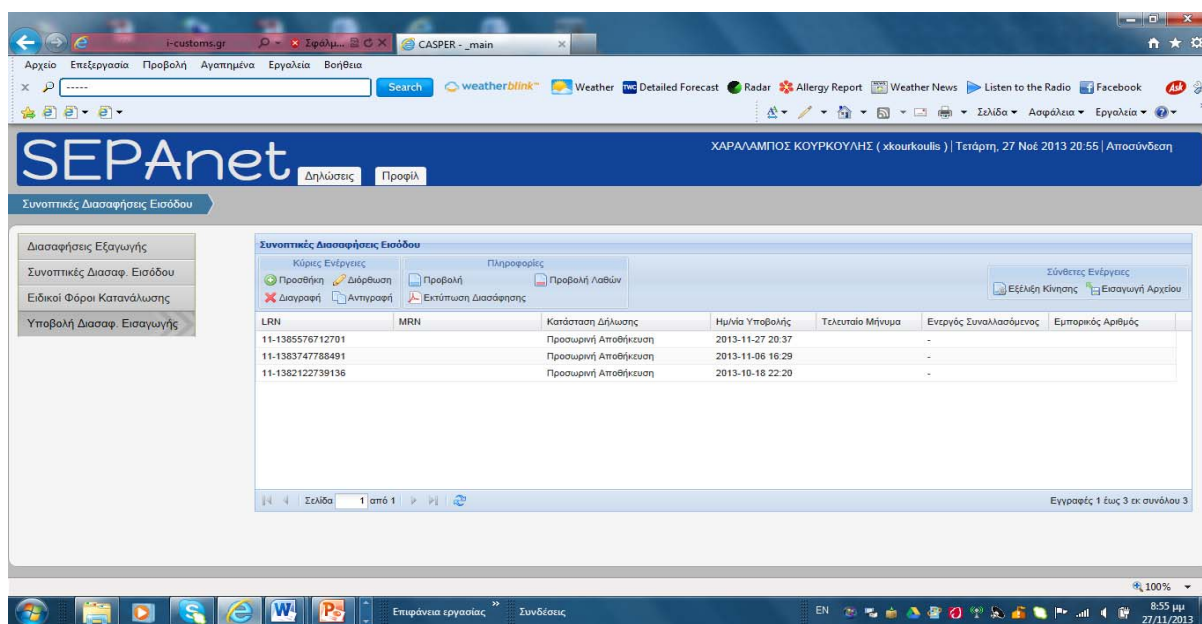 i-customs.gr Σφάλμ... CASPER - _main
Αρχείο Επεξεργασία Προβολή Αγαπημένα Εργαλεία Βοήθεια
----- Search weatherblink™ Weather TWC Detailed Forecast Radar Allergy Report Weather News Listen to the Radio Facebook Ask
Σελίδα Ασφάλεια Εργαλεία
SEPAnet Δηλώσεις Προφίλ
ΧΑΡΑΛΑΜΠΟΣ ΚΟΥΡΚΟΥΛΗΣ ( xkourkoulis ) | Τετάρτη, 27 Νοέ 2013 20:55 | Αποσύνδεση
Συνοπτικές Διασαφήσεις Εισόδου
Διασαφήσεις Εξαγωγής
Συνοπτικές Διασαφ. Εισόδου
Ειδικοί Φόροι Κατανάλωσης
Υποβολή Διασαφ. Εισαγωγής
Συνοπτικές Διασαφήσεις Εισόδου
Κύριες Ενέργειες Πληροφορίες Σύνθετες Ενέργειες
Προσθήκη Διόρθωση Προβολή Προβολή Λαθών
Διαγραφή Αντιγραφή Εκτύπωση Διασάφησης Εξέλιξη Κίνησης Εισαγωγή Αρχείου
LRN MRN Κατάσταση Δήλωσης Ημ/νία Υποβολής Τελευταίο Μήνυμα Ενεργός Συναλλασόμενος Εμπορικός Αριθμός
11-1385576712701 Προσωρινή Αποθήκευση 2013-11-27 20:37 -
11-1383747788491 Προσωρινή Αποθήκευση 2013-11-06 16:29 -
11-1382122739136 Προσωρινή Αποθήκευση 2013-10-18 22:20 -
Σελίδα 1 από 1 Εγγραφές 1 έως 3 εκ συνόλου 3
100%
Επιφάνεια εργασίας » Συνδέσεις EN 8:55 μμ
27/11/2013